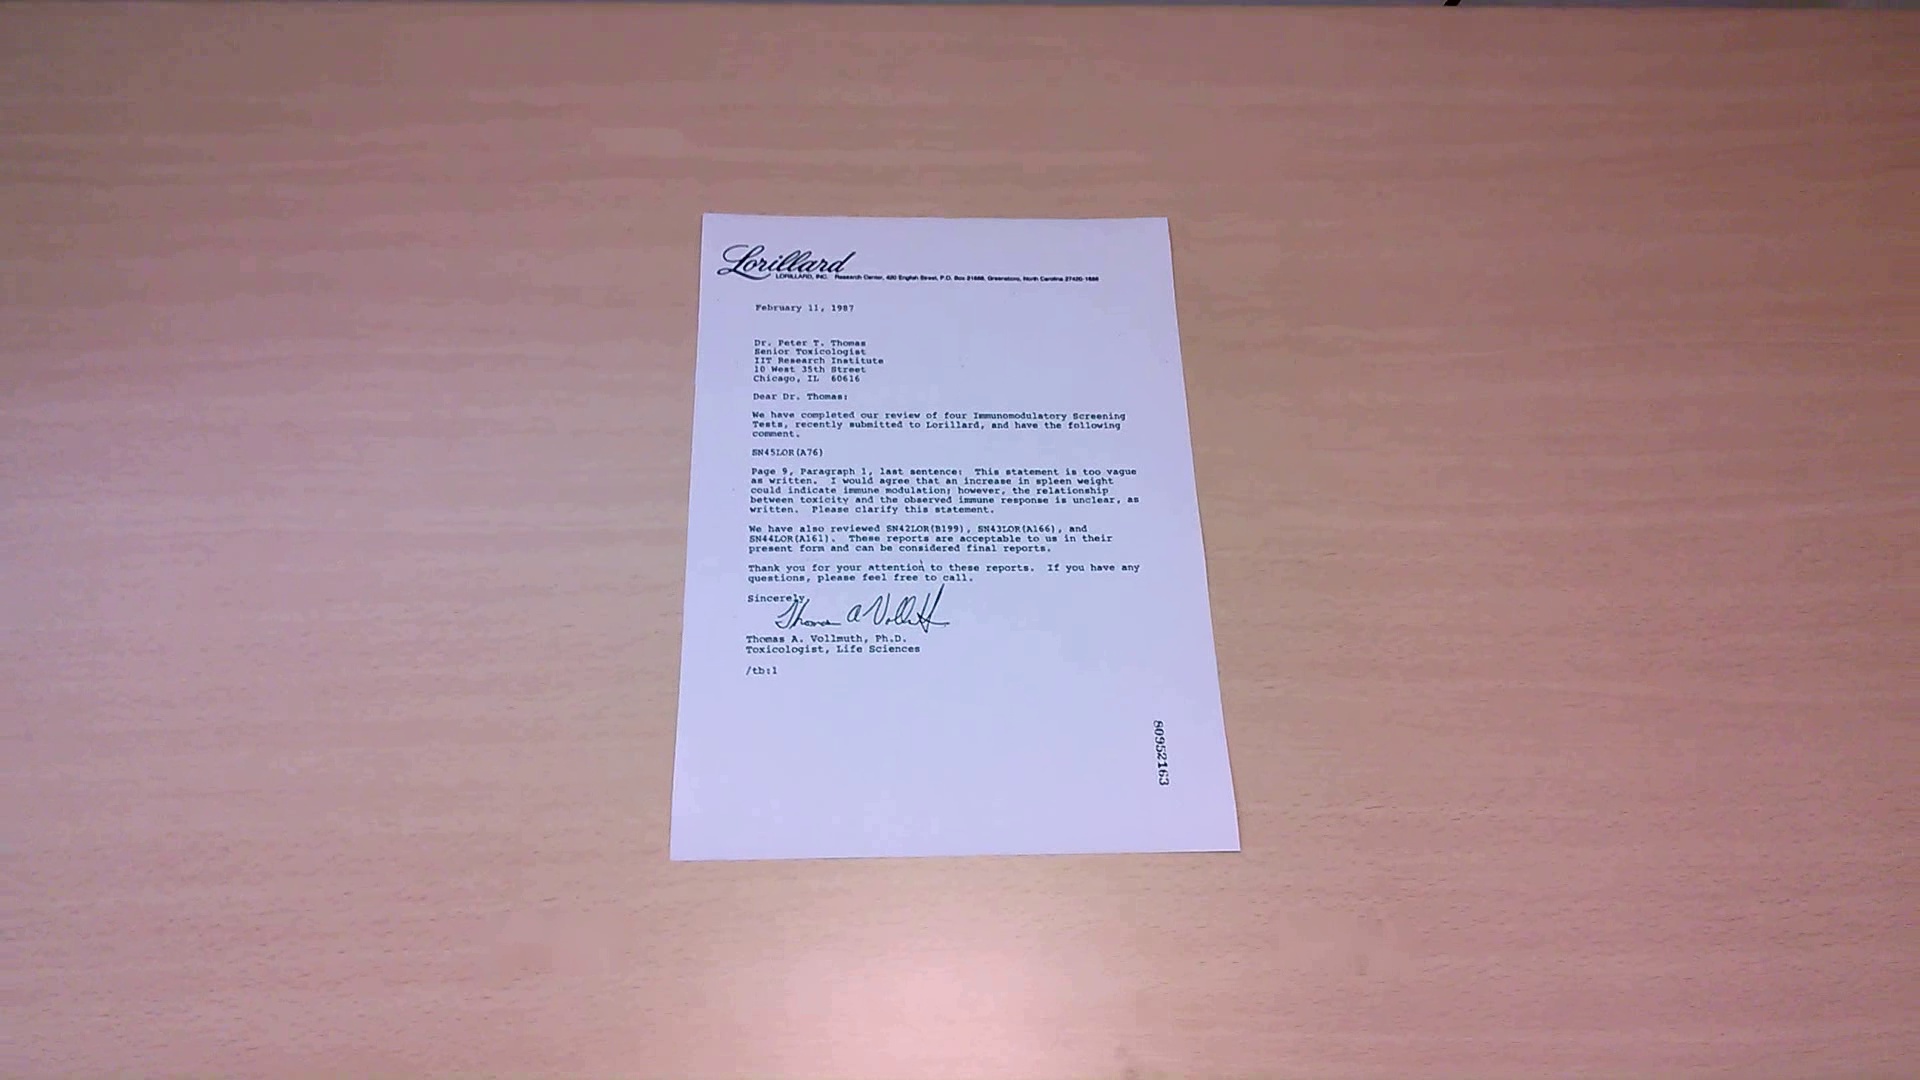 Lorillard
LORILLARD, INC. Research Center, 420 English Street, P.O. Box 21688, Greensboro, North Carolina 27420-1688
February 11, 1987
Dr. Peter T. Thomas
Senior Toxicologist
IIT Research Institute
10 West 35th Street
Chicago, IL 60616
Dear Dr. Thomas:
We have completed our review of four Immunomodulatory Screening
Tests, recently submitted to Lorillard, and have the following
comment.
SN45LOR(A76)
Page 9, Paragraph 1, last sentence: This statement is too vague
as written. I would agree that an increase in spleen weight
could indicate immune modulation; however, the relationship
between toxicity and the observed immune response is unclear, as
written. Please clarify this statement.
We have also reviewed SN42LOR(B199), SN43LOR(A166), and
SN44LOR(A161). These reports are acceptable to us in their
present form and can be considered final reports.
Thank you for your attention to these reports. If you have any
questions, please feel free to call.
Sincerely,
Thomas A Vollmuth
Thomas A. Vollmuth, Ph.D.
Toxicologist, Life Sciences
/tb:1
80952163